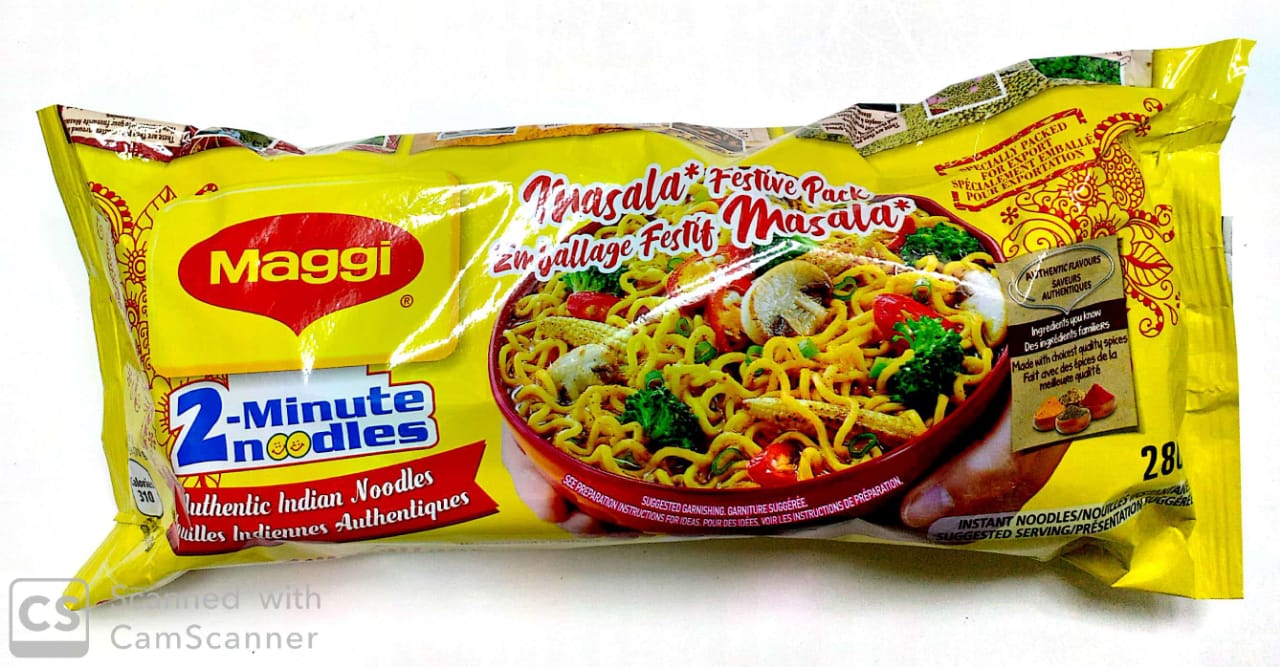 Masala* Festive Pack
Emballage Festif Masala*
SPECIALLY PACKED
FOR EXPORT
SPÉCIALEMENT EMBALLÉ
POUR EXPORTATION
Maggi
®
2-Minute
noodles
Authentic Indian Noodles
Indiennes Authentiques
AUTHENTIC FLAVOURS
SAVEURS
AUTHENTIQUES
Ingredients you know
Des ingrédients familiers
Made with choicest quality spices
Fait avec des épices de la
meilleure qualité
Calories
310
SUGGESTED GARNISHING. GARNITURE SUGGÉRÉE.
SEE PREPARATION INSTRUCTIONS FOR IDEAS. POUR DES IDÉES, VOIR LES INSTRUCTIONS DE PRÉPARATION.
28
INSTANT NOODLES/NOUILLES
SUGGESTED SERVING/PRÉSENTATION SUGGÉRÉE
CS
Scanned with
CamScanner